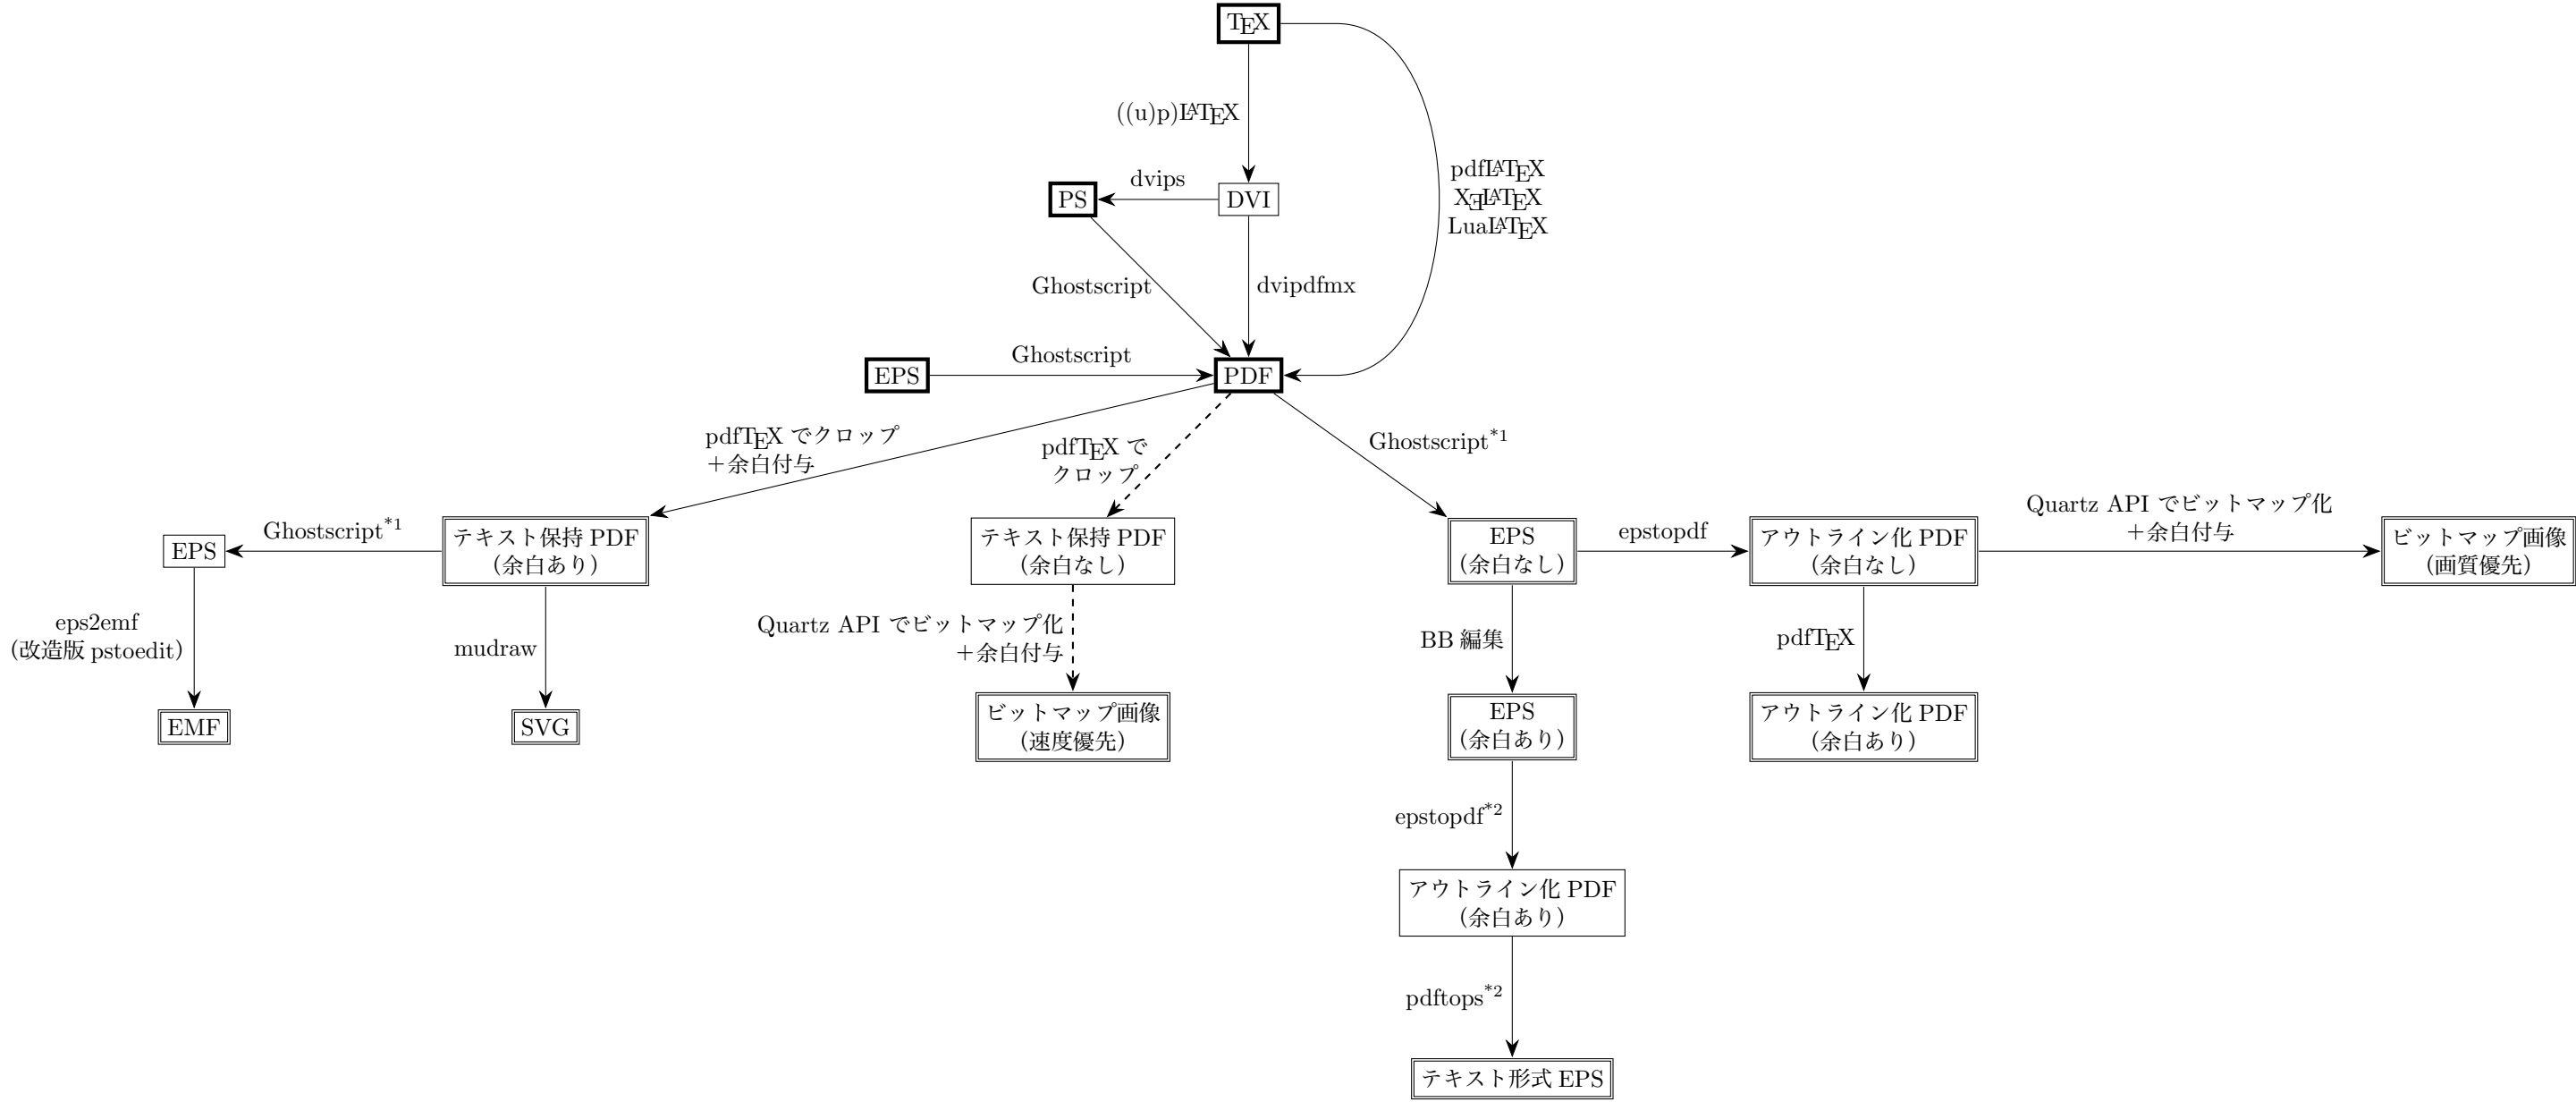 TEX
((u)p)LATEX
pdfLATEX
XƎLATEX
LuaLATEX
dvips
PS
DVI
Ghostscript
dvipdfmx
Ghostscript
EPS
PDF
pdfTEX でクロップ
＋余白付与
pdfTEX で
クロップ
Ghostscript*1
Ghostscript*1
EPS
テキスト保持 PDF
（余白あり）
テキスト保持 PDF
（余白なし）
EPS
（余白なし）
epstopdf
アウトライン化 PDF
（余白なし）
Quartz API でビットマップ化
＋余白付与
ビットマップ画像
（画質優先）
eps2emf
（改造版 pstoedit）
mudraw
Quartz API でビットマップ化
＋余白付与
BB 編集
pdfTEX
EMF
SVG
ビットマップ画像
（速度優先）
EPS
（余白あり）
アウトライン化 PDF
（余白あり）
epstopdf*2
アウトライン化 PDF
（余白あり）
pdftops*2
テキスト形式 EPS